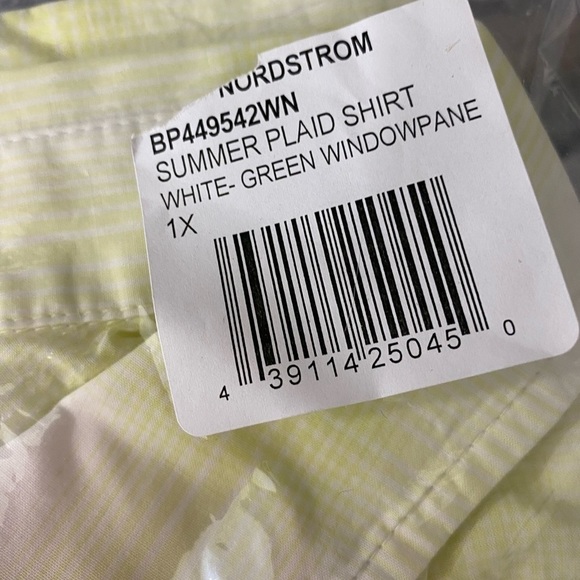 NORDSTROM
BP449542WN
SUMMER PLAID SHIRT
WHITE- GREEN WINDOWPANE
1X
4 39114 25045 0